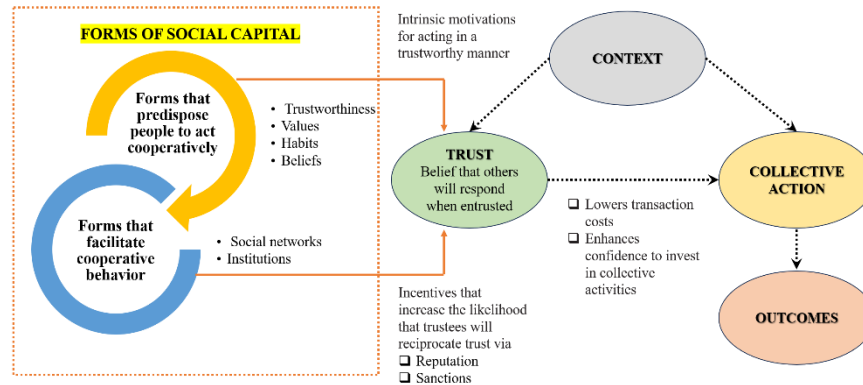 FORMS OF SOCIAL CAPITAL
Forms that
predispose
people to act
cooperatively
• Trustworthiness
• Values
• Habits
• Beliefs
Forms that
facilitate
cooperative
behavior
• Social networks
• Institutions
Intrinsic motivations
for acting in a
trustworthy manner
CONTEXT
TRUST
Belief that others
will respond
when entrusted
❑ Lowers transaction
costs
❑ Enhances
confidence to invest
in collective
activities
COLLECTIVE
ACTION
Incentives that
increase the likelihood
that trustees will
reciprocate trust via
❑ Reputation
❑ Sanctions
OUTCOMES